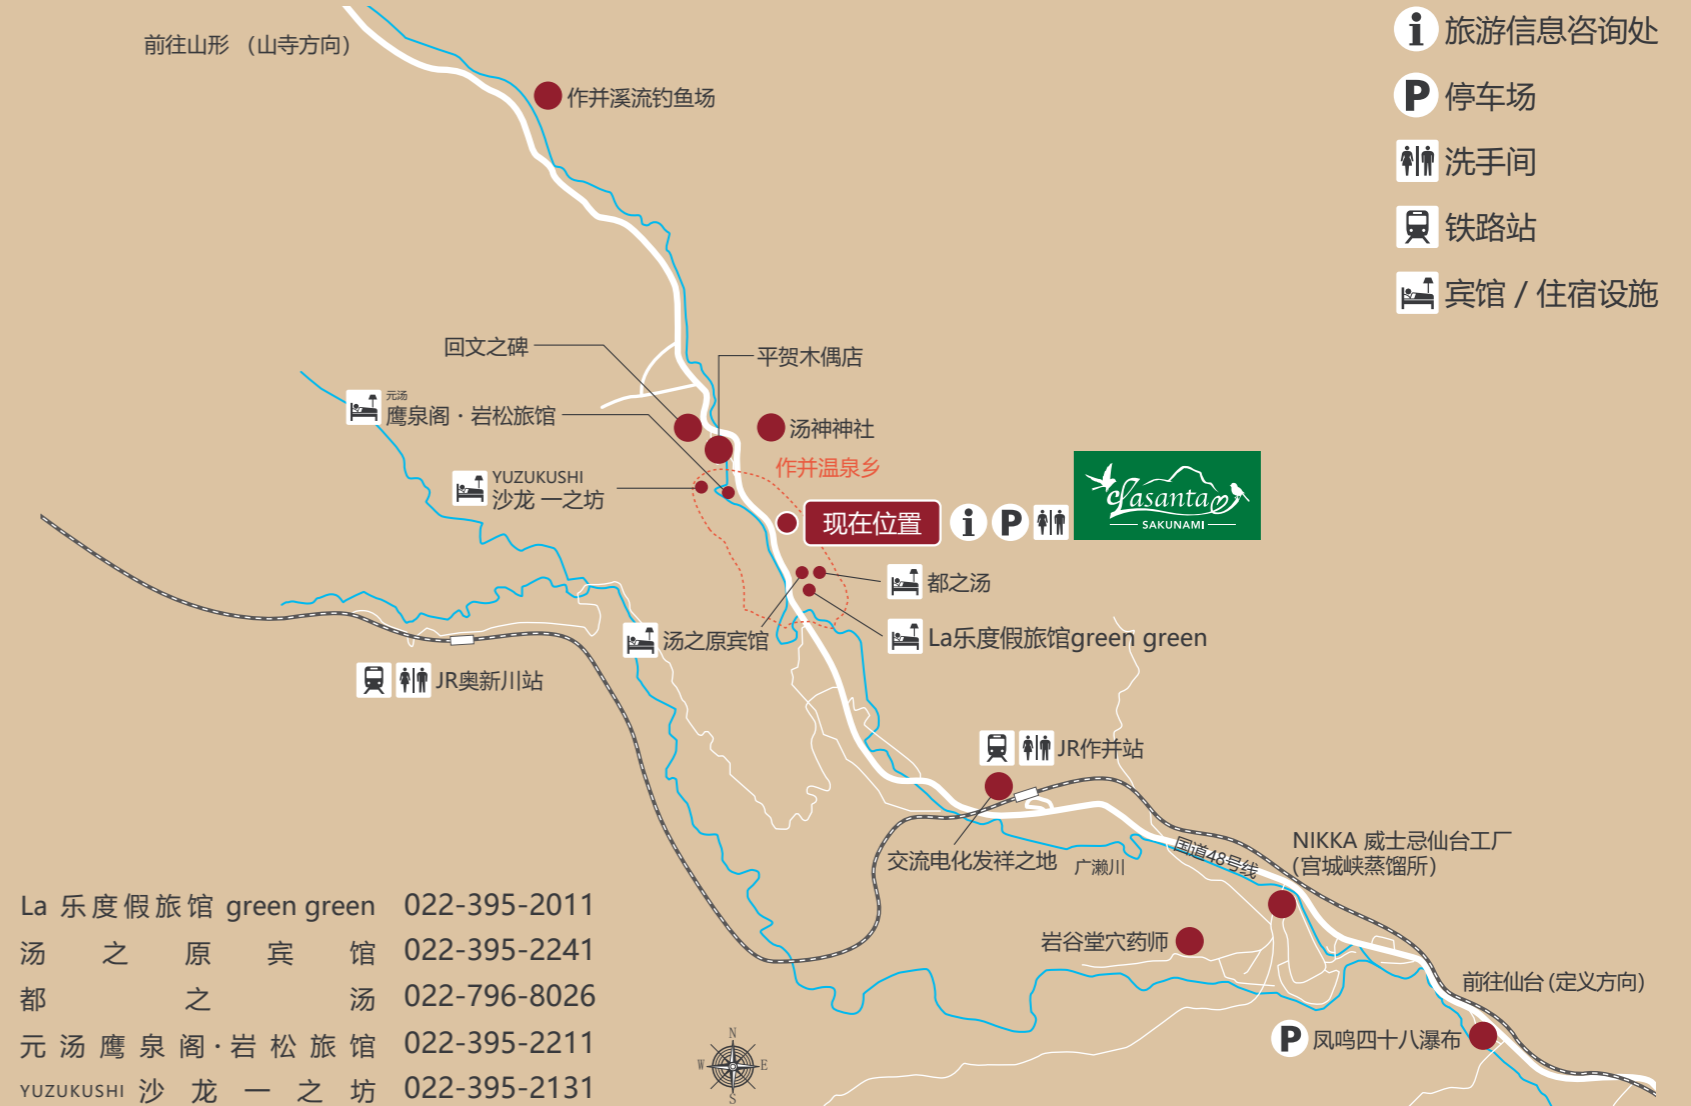 前往山形 （山寺方向）
作并溪流钓鱼场
旅游信息咨询处
P 停车场
洗手间
铁路站
宾馆 / 住宿设施
回文之碑
平贺木偶店
元汤
鹰泉阁 · 岩松旅馆
汤神神社
作并温泉乡
YUZUKUSHI
沙龙 一之坊
现在位置
i P
Lasanta
SAKUNAMI
都之汤
La乐度假旅馆green green
汤之原宾馆
JR奥新川站
JR作并站
交流电化发祥之地
广濑川
国道48号线
NIKKA 威士忌仙台工厂
（宫城峡蒸馏所）
岩谷堂穴药师
前往仙台 (定义方向)
P 凤鸣四十八瀑布
La 乐度假旅馆 green green 022-395-2011
汤之原宾馆 022-395-2241
都之汤 022-796-8026
元汤鹰泉阁·岩松旅馆 022-395-2211
YUZUKUSHI 沙龙一之坊 022-395-2131
N
W E
S